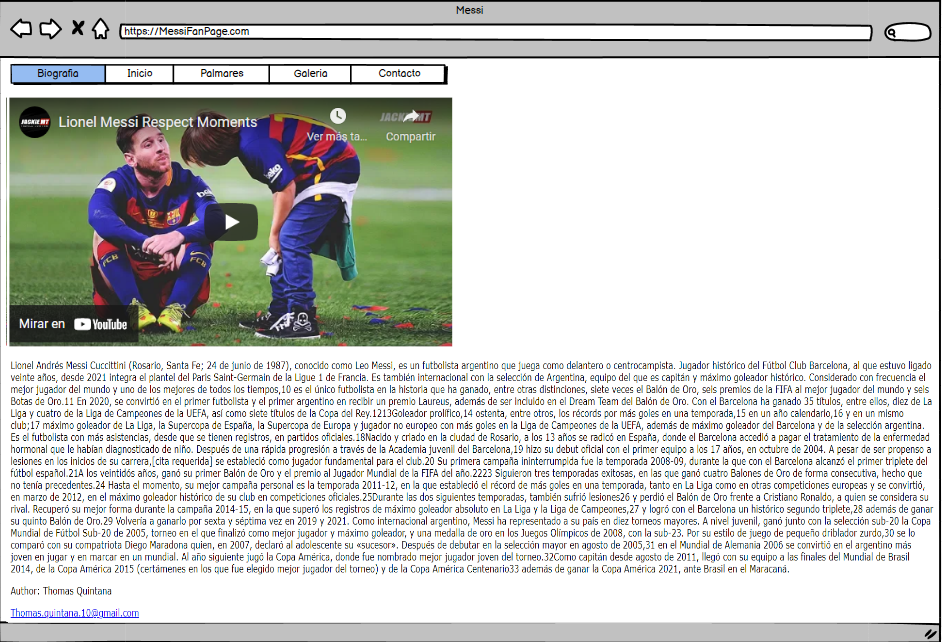 Messi
https://MessiFanPage.com
Biografia Inicio Palmares Galeria Contacto
JACKIE MT Lionel Messi Respect Moments
Ver más ta... Compartir
beko
FCB FCB
Mirar en YouTube
Lionel Andrés Messi Cuccittini (Rosario, Santa Fe; 24 de junio de 1987), conocido como Leo Messi, es un futbolista argentino que juega como delantero o centrocampista. Jugador histórico del Fútbol Club Barcelona, al que estuvo ligado
veinte años, desde 2021 integra el plantel del Paris Saint-Germain de la Ligue 1 de Francia. Es también internacional con la selección de Argentina, equipo del que es capitán y máximo goleador histórico. Considerado con frecuencia el
mejor jugador del mundo y uno de los mejores de todos los tiempos,10 es el único futbolista en la historia que ha ganado, entre otras distinciones, siete veces el Balón de Oro, seis premios de la FIFA al mejor jugador del mundo y seis
Botas de Oro.11 En 2020, se convirtió en el primer futbolista y el primer argentino en recibir un premio Laureus, además de ser incluido en el Dream Team del Balón de Oro. Con el Barcelona ha ganado 35 títulos, entre ellos, diez de La
Liga y cuatro de la Liga de Campeones de la UEFA, así como siete títulos de la Copa del Rey.1213Goleador prolífico,14 ostenta, entre otros, los récords por más goles en una temporada,15 en un año calendario,16 y en un mismo
club;17 máximo goleador de La Liga, la Supercopa de España, la Supercopa de Europa y jugador no europeo con más goles en la Liga de Campeones de la UEFA, además de máximo goleador del Barcelona y de la selección argentina.
Es el futbolista con más asistencias, desde que se tienen registros, en partidos oficiales.18Nacido y criado en la ciudad de Rosario, a los 13 años se radicó en España, donde el Barcelona accedió a pagar el tratamiento de la enfermedad
hormonal que le habían diagnosticado de niño. Después de una rápida progresión a través de la Academia juvenil del Barcelona,19 hizo su debut oficial con el primer equipo a los 17 años, en octubre de 2004. A pesar de ser propenso a
lesiones en los inicios de su carrera,[cita requerida] se estableció como jugador fundamental para el club.20 Su primera campaña ininterrumpida fue la temporada 2008-09, durante la que con el Barcelona alcanzó el primer triplete del
fútbol español.21A los veintidós años, ganó su primer Balón de Oro y el premio al Jugador Mundial de la FIFA del año.2223 Siguieron tres temporadas exitosas, en las que ganó cuatro Balones de Oro de forma consecutiva, hecho que
no tenía precedentes.24 Hasta el momento, su mejor campaña personal es la temporada 2011-12, en la que estableció el récord de más goles en una temporada, tanto en La Liga como en otras competiciones europeas y se convirtió,
en marzo de 2012, en el máximo goleador histórico de su club en competiciones oficiales.25Durante las dos siguientes temporadas, también sufrió lesiones26 y perdió el Balón de Oro frente a Cristiano Ronaldo, a quien se considera su
rival. Recuperó su mejor forma durante la campaña 2014-15, en la que superó los registros de máximo goleador absoluto en La Liga y la Liga de Campeones,27 y logró con el Barcelona un histórico segundo triplete,28 además de ganar
su quinto Balón de Oro.29 Volvería a ganarlo por sexta y séptima vez en 2019 y 2021. Como internacional argentino, Messi ha representado a su país en diez torneos mayores. A nivel juvenil, ganó junto con la selección sub-20 la Copa
Mundial de Fútbol Sub-20 de 2005, torneo en el que finalizó como mejor jugador y máximo goleador, y una medalla de oro en los Juegos Olímpicos de 2008, con la sub-23. Por su estilo de juego de pequeño driblador zurdo,30 se lo
comparó con su compatriota Diego Maradona quien, en 2007, declaró al adolescente su «sucesor». Después de debutar en la selección mayor en agosto de 2005,31 en el Mundial de Alemania 2006 se convirtió en el argentino más
joven en jugar y en marcar en un mundial. Al año siguiente jugó la Copa América, donde fue nombrado mejor jugador joven del torneo.32Como capitán desde agosto de 2011, llegó con su equipo a las finales del Mundial de Brasil
2014, de la Copa América 2015 (certámenes en los que fue elegido mejor jugador del torneo) y de la Copa América Centenario33 además de ganar la Copa América 2021, ante Brasil en el Maracaná.
Author: Thomas Quintana
Thomas.quintana.10@gmail.com